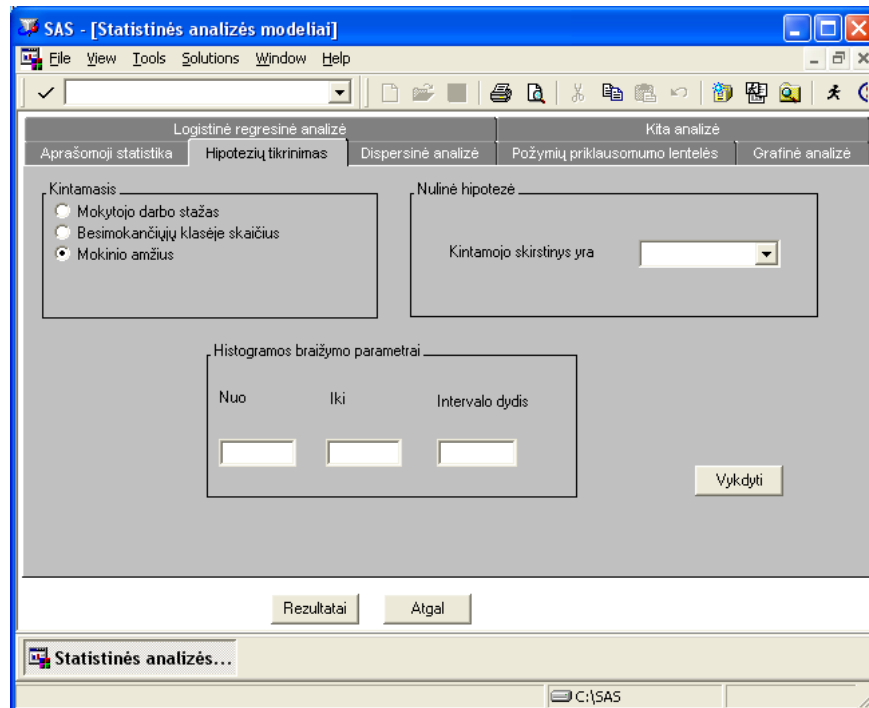 SAS - [Statistinės analizės modeliai]
File View Tools Solutions Window Help
Logistinė regresinė analizė Kita analizė
Aprašomoji statistika Hipotezių tikrinimas Dispersinė analizė Požymių priklausomumo lentelės Grafinė analizė
Kintamasis
Mokytojo darbo stažas
Besimokančiųjų klasėje skaičius
Mokinio amžius
Nulinė hipotezė
Kintamojo skirstinys yra
Histogramos braižymo parametrai
Nuo Iki Intervalo dydis
Vykdyti
Rezultatai Atgal
Statistinės analizės...
C:\SAS